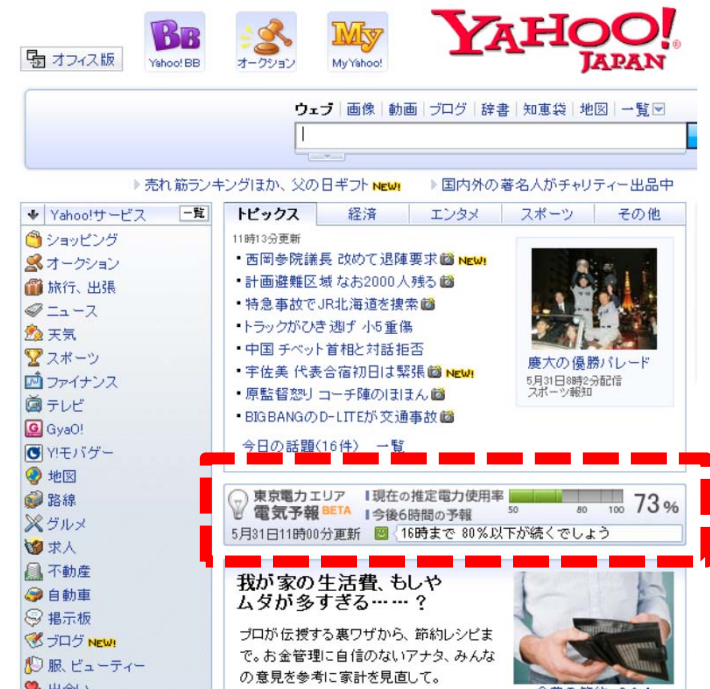 オフィス版
BB
Yahoo! BB
オークション
My
My Yahoo!
YAHOO!
JAPAN
ウェブ 画像 動画 ブログ 辞書 知恵袋 地図 一覧
売れ筋ランキングほか、父の日ギフト NEW!
国内外の著名人がチャリティー出品中
Yahoo!サービス 一覧
ショッピング
オークション
旅行、出張
ニュース
天気
スポーツ
ファイナンス
テレビ
GyaO!
Y!モバゲー
地図
路線
グルメ
求人
不動産
自動車
掲示板
ブログ NEW!
服、ビューティー
トピックス 経済 エンタメ スポーツ その他
11時13分更新
西岡参院議長 改めて退陣要求 NEW!
計画避難区域 なお2000人残る
特急事故でJR北海道を捜索
トラックがひき逃げ 小5重傷
中国 チベット首相と対話拒否
宇佐美 代表合宿初日は緊張 NEW!
原監督怒り コーチ陣のほほん
BIGBANGのD-LITEが交通事故
今日の話題(16件) 一覧
慶大の優勝パレード
5月31日8時2分配信
スポーツ報知
東京電力エリア
電気予報 BETA
現在の推定電力使用率
50 80 100 73%
今後6時間の予報
5月31日11時00分更新
16時まで 80%以下が続くでしょう
我が家の生活費、もしや
ムダが多すぎる……？
プロが伝授する裏ワザから、節約レシピま
で。お金管理に自信のないアナタ、みんな
の意見を参考に家計を見直して。